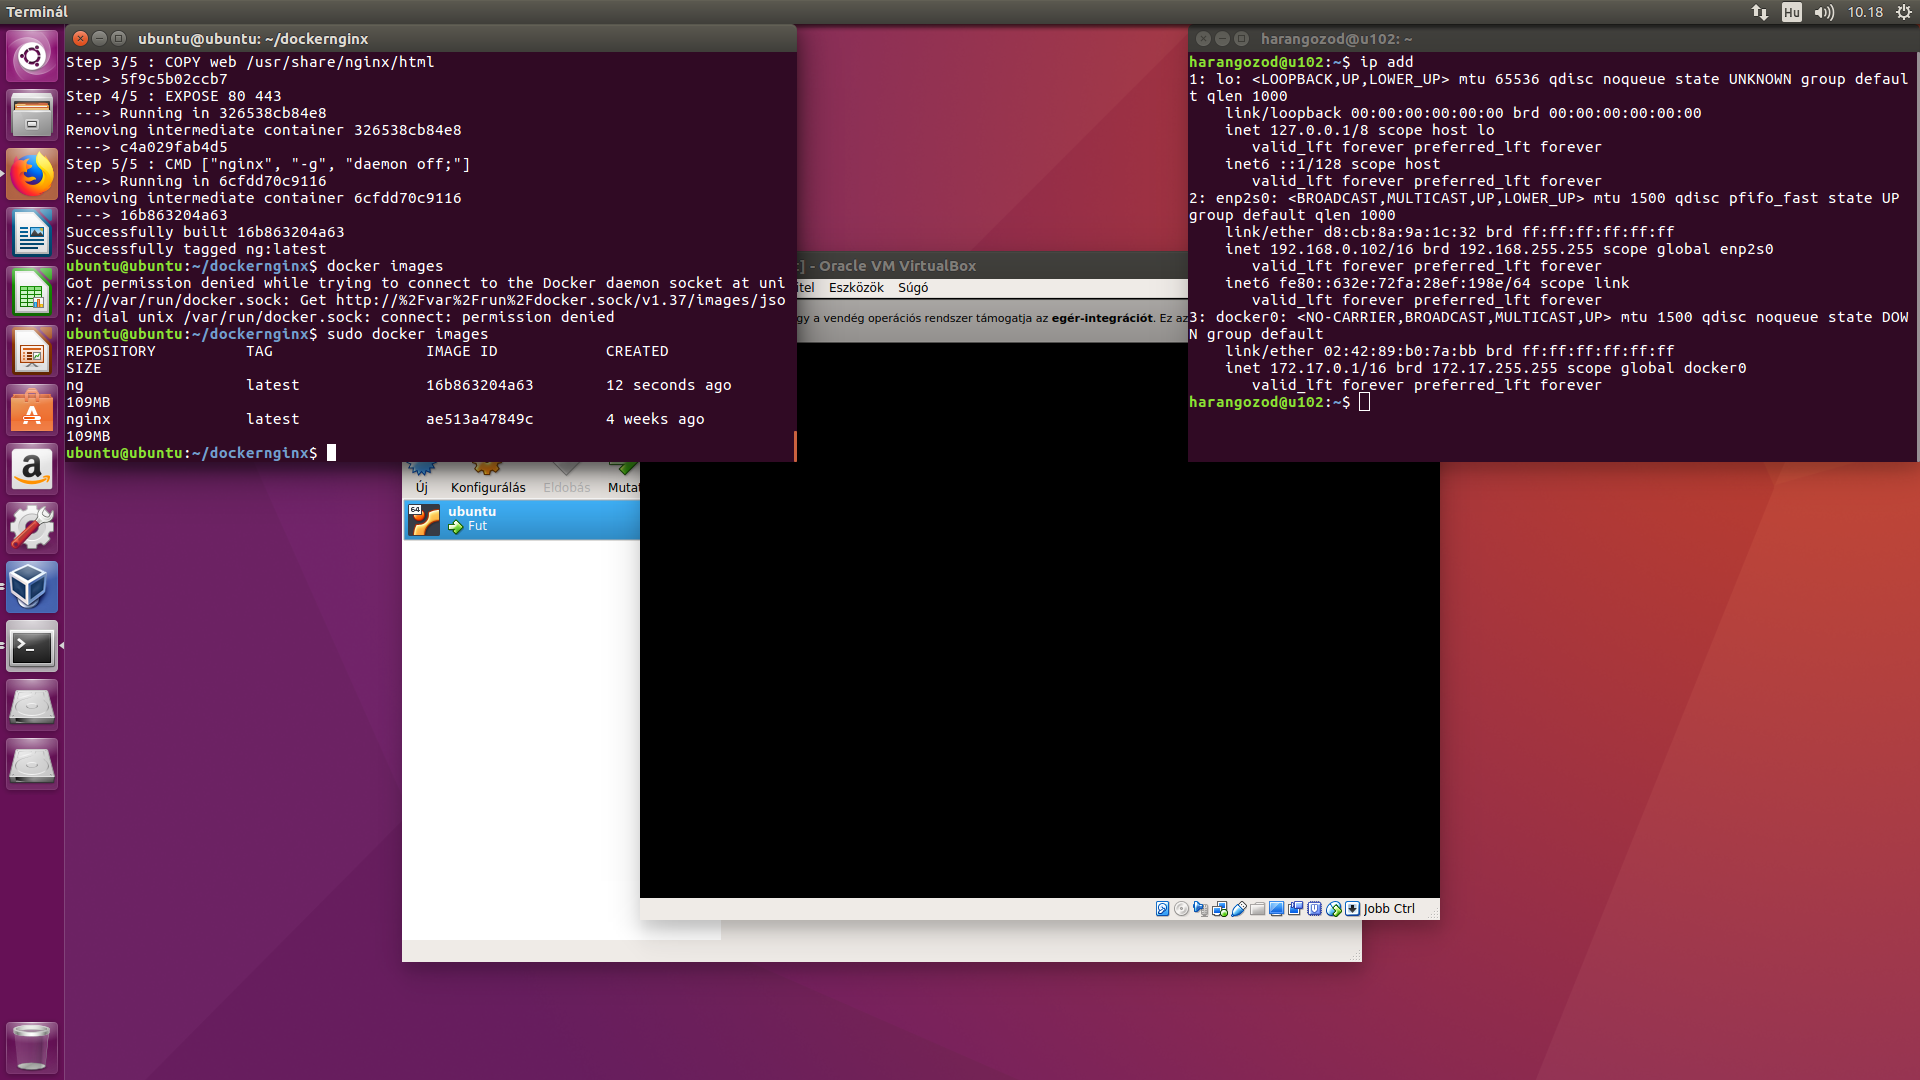 Terminál
Hu
10.18
ubuntu@ubuntu: ~/dockernginx
Step 3/5 : COPY web /usr/share/nginx/html
 ---> 5f9c5b02ccb7
Step 4/5 : EXPOSE 80 443
 ---> Running in 326538cb84e8
Removing intermediate container 326538cb84e8
 ---> c4a029fab4d5
Step 5/5 : CMD ["nginx", "-g", "daemon off;"]
 ---> Running in 6cfdd70c9116
Removing intermediate container 6cfdd70c9116
 ---> 16b863204a63
Successfully built 16b863204a63
Successfully tagged ng:latest
ubuntu@ubuntu:~/dockernginx$ docker images
Got permission denied while trying to connect to the Docker daemon socket at uni
x:///var/run/docker.sock: Get http://%2Fvar%2Frun%2Fdocker.sock/v1.37/images/jso
n: dial unix /var/run/docker.sock: connect: permission denied
ubuntu@ubuntu:~/dockernginx$ sudo docker images
REPOSITORY          TAG                 IMAGE ID            CREATED
SIZE
ng                  latest              16b863204a63        12 seconds ago
109MB
nginx               latest              ae513a47849c        4 weeks ago
109MB
ubuntu@ubuntu:~/dockernginx$
harangozod@u102: ~
harangozod@u102:~$ ip add
1: lo: <LOOPBACK,UP,LOWER_UP> mtu 65536 qdisc noqueue state UNKNOWN group defaul
t qlen 1000
    link/loopback 00:00:00:00:00:00 brd 00:00:00:00:00:00
    inet 127.0.0.1/8 scope host lo
       valid_lft forever preferred_lft forever
    inet6 ::1/128 scope host
       valid_lft forever preferred_lft forever
2: enp2s0: <BROADCAST,MULTICAST,UP,LOWER_UP> mtu 1500 qdisc pfifo_fast state UP
group default qlen 1000
    link/ether d8:cb:8a:9a:1c:32 brd ff:ff:ff:ff:ff:ff
    inet 192.168.0.102/16 brd 192.168.255.255 scope global enp2s0
       valid_lft forever preferred_lft forever
    inet6 fe80::632e:72fa:28ef:198e/64 scope link
       valid_lft forever preferred_lft forever
3: docker0: <NO-CARRIER,BROADCAST,MULTICAST,UP> mtu 1500 qdisc noqueue state DOW
N group default
    link/ether 02:42:89:b0:7a:bb brd ff:ff:ff:ff:ff:ff
    inet 172.17.0.1/16 brd 172.17.255.255 scope global docker0
       valid_lft forever preferred_lft forever
harangozod@u102:~$
] - Oracle VM VirtualBox
itel Eszközök Súgó
gy a vendég operációs rendszer támogatja az egér-integrációt. Ez az
Új Konfigurálás Eldobás Mutat
64
ubuntu
Fut
Jobb Ctrl